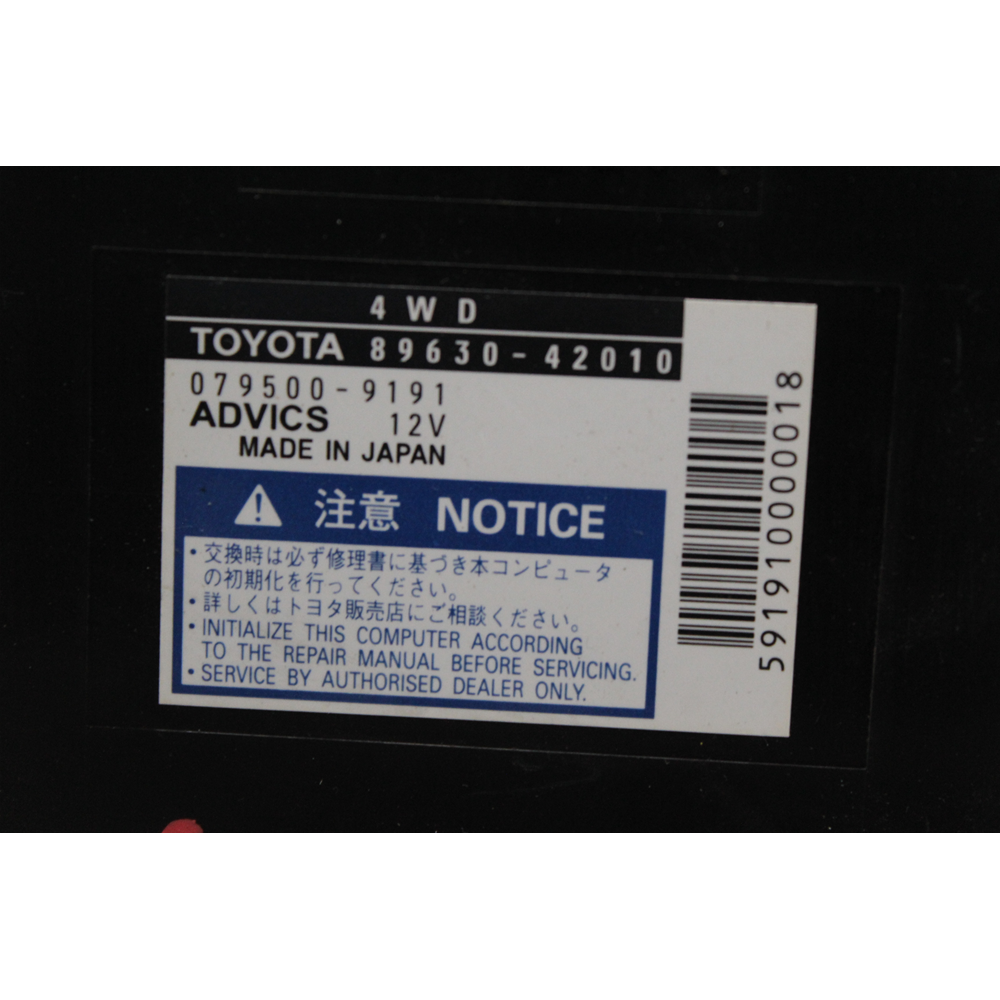 4WD
TOYOTA 89630-42010
079500-9191
ADVICS 12V
MADE IN JAPAN
注意 NOTICE
・交換時は必ず修理書に基づき本コンピュータ
の初期化を行ってください。
・詳しくはトヨタ販売店にご相談ください。
・INITIALIZE THIS COMPUTER ACCORDING
TO THE REPAIR MANUAL BEFORE SERVICING.
・SERVICE BY AUTHORISED DEALER ONLY.
591910000018